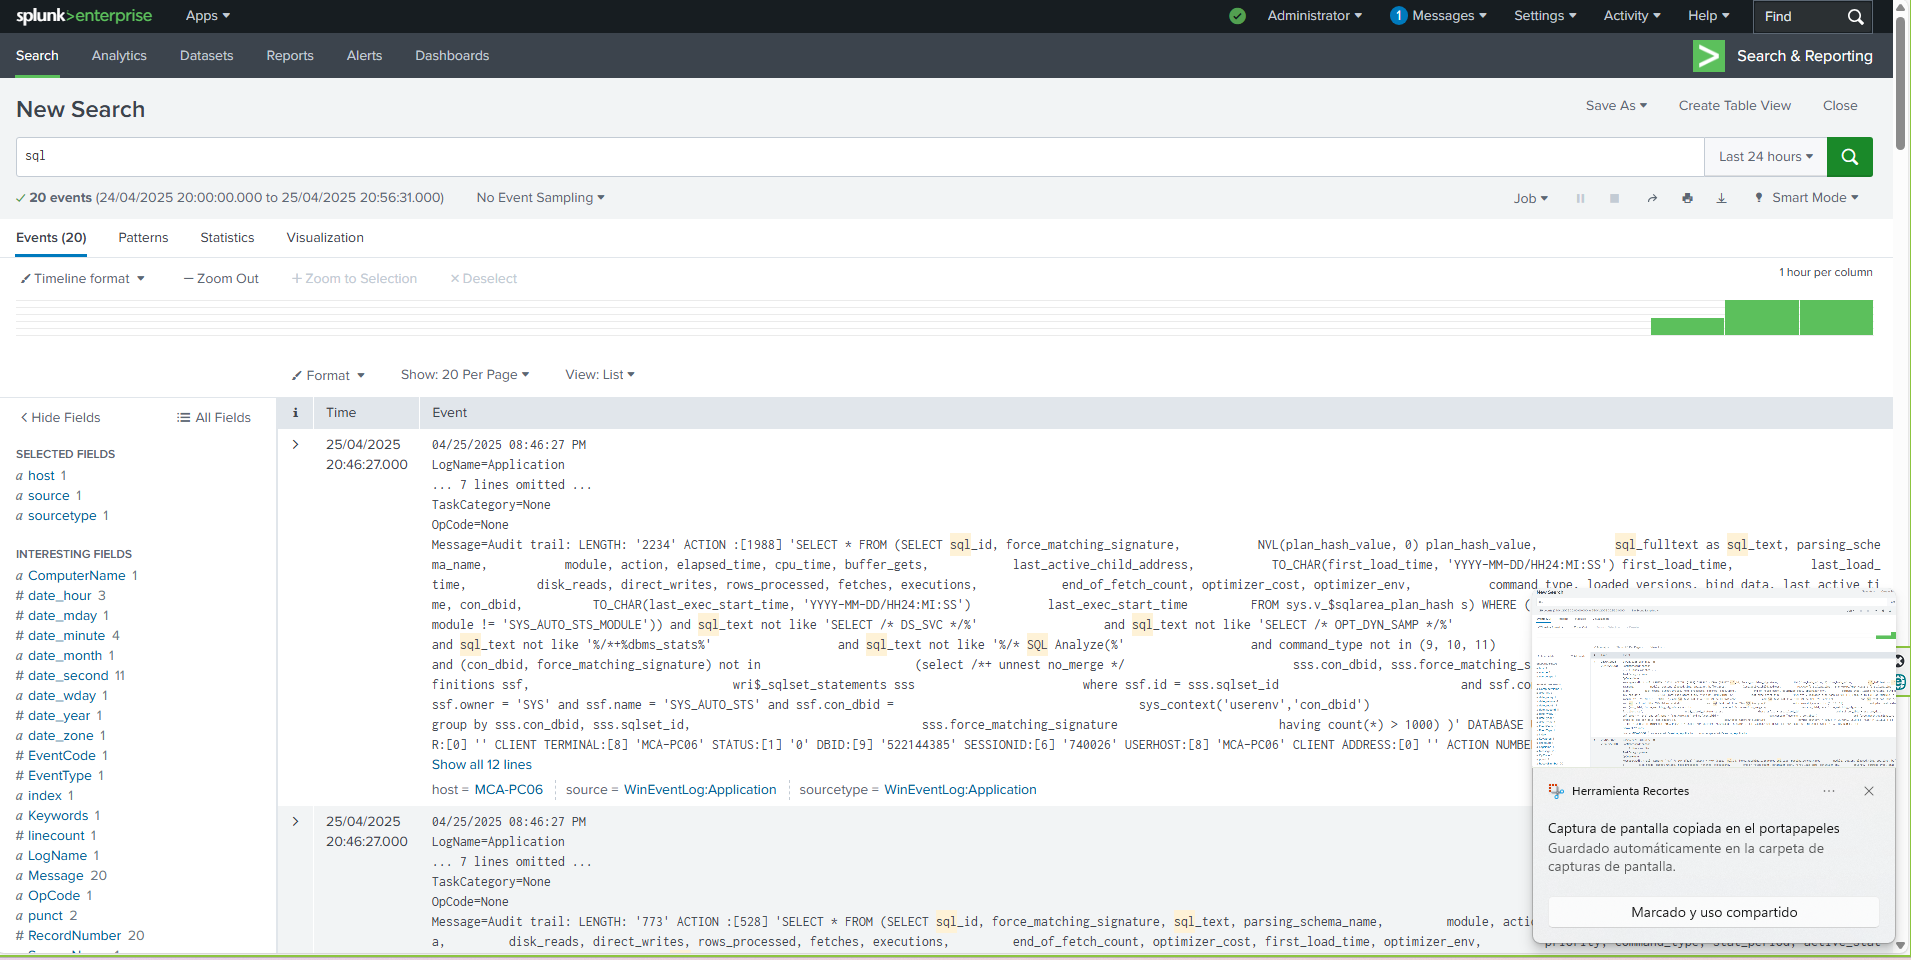 splunk>enterprise Apps Administrator 1 Messages Settings Activity Help Find
Search Analytics Datasets Reports Alerts Dashboards Search & Reporting
New Search Save As Create Table View Close
sql Last 24 hours
20 events (24/04/2025 20:00:00.000 to 25/04/2025 20:56:31.000) No Event Sampling Job Smart Mode
Events (20) Patterns Statistics Visualization
Timeline format — Zoom Out + Zoom to Selection × Deselect 1 hour per column
Format Show: 20 Per Page View: List
< Hide Fields All Fields
SELECTED FIELDS
a host 1
a source 1
a sourcetype 1
INTERESTING FIELDS
a ComputerName 1
# date_hour 3
# date_mday 1
# date_minute 4
a date_month 1
# date_second 11
a date_wday 1
# date_year 1
a date_zone 1
# EventCode 1
# EventType 1
a index 1
a Keywords 1
# linecount 1
a LogName 1
a Message 20
a OpCode 1
a punct 2
# RecordNumber 20
i Time Event
> 25/04/2025 04/25/2025 08:46:27 PM
20:46:27.000 LogName=Application
... 7 lines omitted ...
TaskCategory=None
OpCode=None
Message=Audit trail: LENGTH: '2234' ACTION :[1988] 'SELECT * FROM (SELECT sql_id, force_matching_signature, NVL(plan_hash_value, 0) plan_hash_value, sql_fulltext as sql_text, parsing_sche
ma_name, module, action, elapsed_time, cpu_time, buffer_gets, last_active_child_address, TO_CHAR(first_load_time, 'YYYY-MM-DD/HH24:MI:SS') first_load_time, last_load_
time, disk_reads, direct_writes, rows_processed, fetches, executions, end_of_fetch_count, optimizer_cost, optimizer_env, command_type, loaded_versions, bind_data, last_active_ti
me, con_dbid, TO_CHAR(last_exec_start_time, 'YYYY-MM-DD/HH24:MI:SS') last_exec_start_time FROM sys.v_$sqlarea_plan_hash s) WHERE (
module != 'SYS_AUTO_STS_MODULE')) and sql_text not like 'SELECT /* DS_SVC */%' and sql_text not like 'SELECT /* OPT_DYN_SAMP */%'
and sql_text not like '%/*+%dbms_stats%' and sql_text not like '%/* SQL Analyze(%' and command_type not in (9, 10, 11)
and (con_dbid, force_matching_signature) not in (select /*+ unnest no_merge */ sss.con_dbid, sss.force_matching_s
finitions ssf, wri$_sqlset_statements sss where ssf.id = sss.sqlset_id and ssf.co
ssf.owner = 'SYS' and ssf.name = 'SYS_AUTO_STS' and ssf.con_dbid = sys_context('userenv','con_dbid')
group by sss.con_dbid, sss.sqlset_id, sss.force_matching_signature having count(*) > 1000) )' DATABASE
R:[0] '' CLIENT TERMINAL:[8] 'MCA-PC06' STATUS:[1] '0' DBID:[9] '522144385' SESSIONID:[6] '740026' USERHOST:[8] 'MCA-PC06' CLIENT ADDRESS:[0] '' ACTION NUMBE
Show all 12 lines
host = MCA-PC06 source = WinEventLog:Application sourcetype = WinEventLog:Application
> 25/04/2025 04/25/2025 08:46:27 PM
20:46:27.000 LogName=Application
... 7 lines omitted ...
TaskCategory=None
OpCode=None
Message=Audit trail: LENGTH: '773' ACTION :[528] 'SELECT * FROM (SELECT sql_id, force_matching_signature, sql_text, parsing_schema_name, module, actio
a, disk_reads, direct_writes, rows_processed, fetches, executions, end_of_fetch_count, optimizer_cost, first_load_time, optimizer_env, priority, command_type, stat_period, active_stat
New Search
Herramienta Recortes
Captura de pantalla copiada en el portapapeles
Guardado automáticamente en la carpeta de
capturas de pantalla.
Marcado y uso compartido